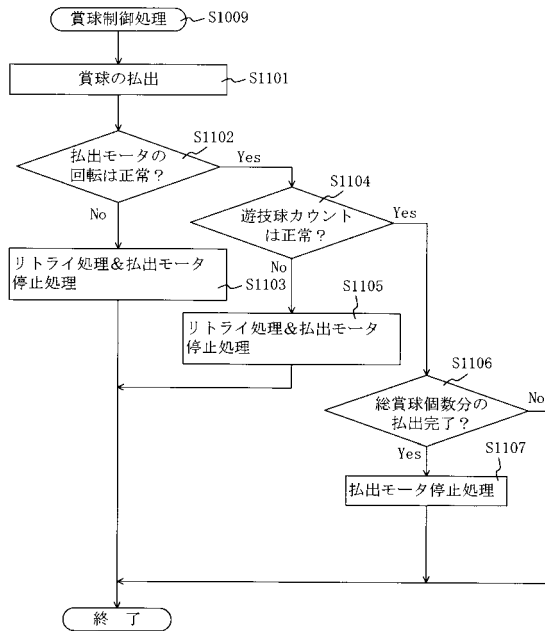 賞球制御処理
S1009
賞球の払出
S1101
払出モータの
回転は正常？
S1102
Yes
No
遊技球カウント
は正常？
S1104
Yes
No
リトライ処理&払出モータ
停止処理
S1103
リトライ処理&払出モータ
停止処理
S1105
総賞球個数分の
払出完了？
S1106
No
Yes
払出モータ停止処理
S1107
終 了